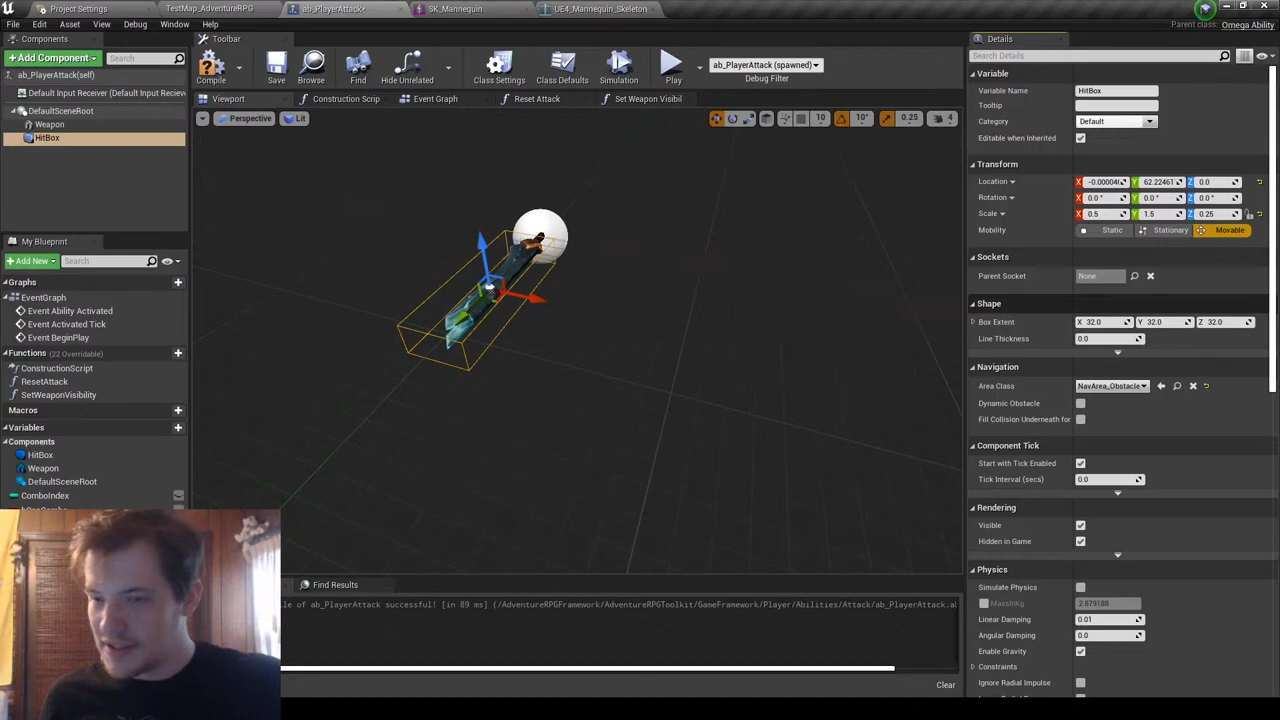 Project Settings
TestMap_AdventureRPG
ab_PlayerAttack•
SK_Mannequin
UE4_Mannequin_Skeleton
File Edit Asset View Debug Window Help
Parent class: Omega Ability
Components
Add Component
Search
ab_PlayerAttack(self)
Default Input Receiver (Default Input Receive
DefaultSceneRoot
Weapon
HitBox
My Blueprint
Add New
Search
Graphs
EventGraph
Event Ability Activated
Event Activated Tick
Event BeginPlay
Functions (22 Overridable)
ConstructionScript
ResetAttack
SetWeaponVisibility
Macros
Variables
Components
HitBox
Weapon
DefaultSceneRoot
ComboIndex
Toolbar
Compile
Save
Browse
Find
Hide Unrelated
Class Settings
Class Defaults
Simulation
Play
ab_PlayerAttack (spawned)
Debug Filter
Viewport
Construction Scrip
Event Graph
Reset Attack
Set Weapon Visibil
Perspective
Lit
10
10°
0.25
4
Find Results
le of ab_PlayerAttack successful! [in 89 ms] (/AdventureRPGFramework/AdventureRPGToolkit/GameFramework/Player/Abilities/Attack/ab_PlayerAttack.ab
Clear
Details
Search Details
Variable
Variable Name HitBox
Tooltip
Category Default
Editable when Inherited
Transform
Location X -0.00004 Y 62.22461 Z 0.0
Rotation X 0.0 ° Y 0.0 ° Z 0.0 °
Scale X 0.5 Y 1.5 Z 0.25
Mobility Static Stationary Movable
Sockets
Parent Socket None
Shape
Box Extent X 32.0 Y 32.0 Z 32.0
Line Thickness 0.0
Navigation
Area Class NavArea_Obstacle
Dynamic Obstacle
Fill Collision Underneath for
Component Tick
Start with Tick Enabled
Tick Interval (secs) 0.0
Rendering
Visible
Hidden in Game
Physics
Simulate Physics
MassInKg 2.879188
Linear Damping 0.01
Angular Damping 0.0
Enable Gravity
Constraints
Ignore Radial Impulse